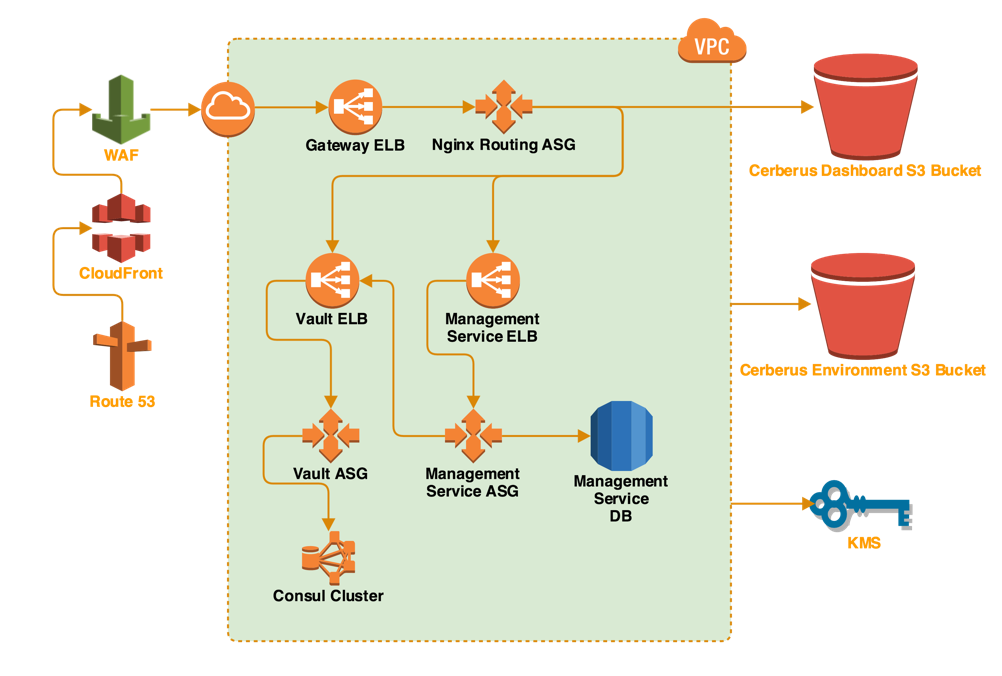 VPC
WAF
Gateway ELB
Nginx Routing ASG
Cerberus Dashboard S3 Bucket
CloudFront
Vault ELB
Management
Service ELB
Cerberus Environment S3 Bucket
Route 53
Vault ASG
Management
Service ASG
Management
Service
DB
KMS
Consul Cluster